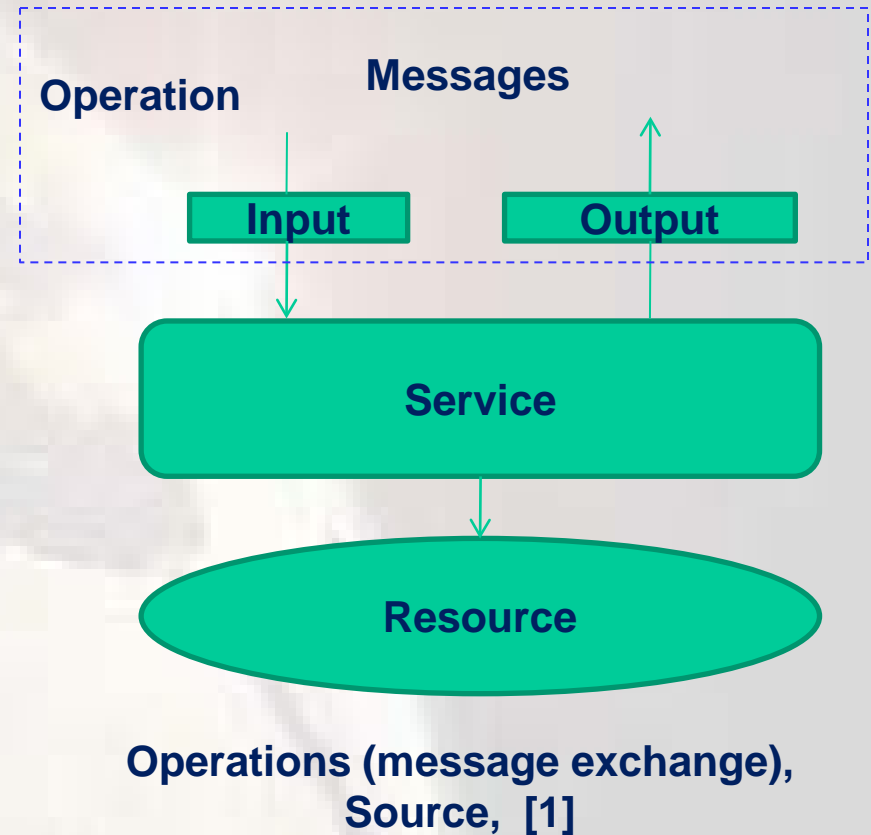 Messages
Operation
Input
Output
Service
Resource
Operations (message exchange),
Source, [1]